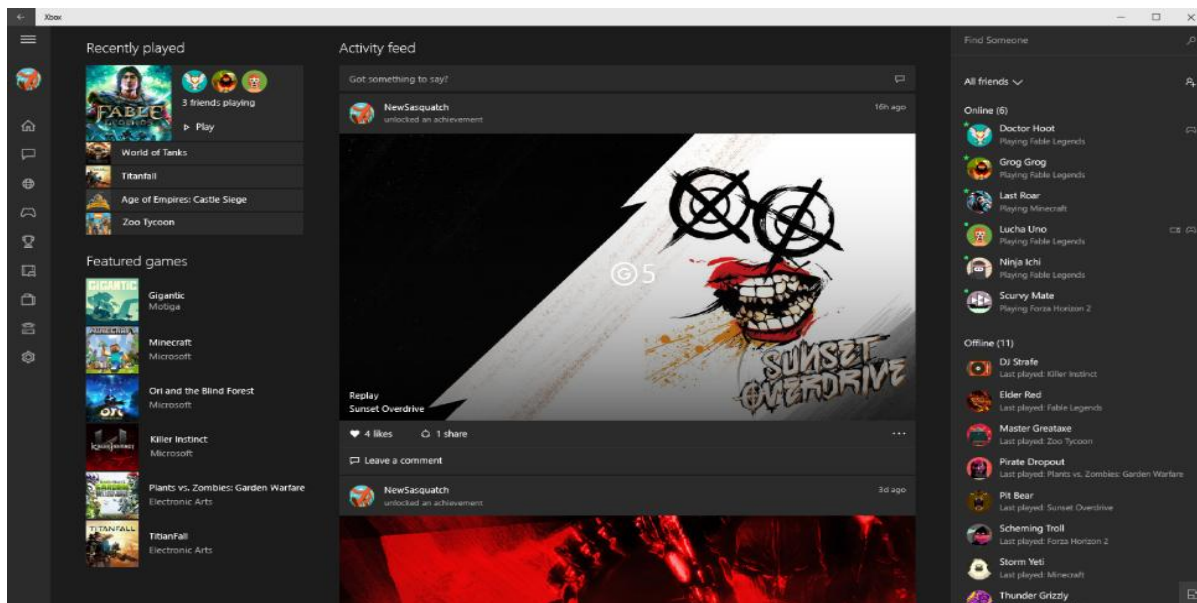 Xbox
Recently played
FABLE
LEGENDS
3 friends playing
Play
World of Tanks
Titanfall
Age of Empires: Castle Siege
Zoo Tycoon
Featured games
GIGANTIC
Gigantic
Motiga
MINECRAFT
Minecraft
Microsoft
ORI
Ori and the Blind Forest
Microsoft
KILLER INSTINCT
Killer Instinct
Microsoft
Plants vs. Zombies: Garden Warfare
Electronic Arts
TITANFALL
TitianFall
Electronic Arts
Activity feed
Got something to say?
NewSasquatch
16h ago
unlocked an achievement
G 5
SUNSET
OVERDRIVE
Replay
Sunset Overdrive
4 likes
1 share
Leave a comment
NewSasquatch
3d ago
unlocked an achievement
Find Someone
All friends
Online (6)
Doctor Hoot
Playing Fable Legends
Grog Grog
Playing Fable Legends
Last Roar
Playing Minecraft
Lucha Uno
Playing Fable Legends
Ninja Ichi
Playing Fable Legends
Scurvy Mate
Playing Forza Horizon 2
Offline (11)
DJ Strafe
Last played: Killer Instinct
Elder Red
Last played: Fable Legends
Master Greataxe
Last played: Zoo Tycoon
Pirate Dropout
Last played: Plants vs. Zombies: Garden Warfare
Pit Bear
Last played: Sunset Overdrive
Scheming Troll
Last played: Forza Horizon 2
Storm Yeti
Last played: Minecraft
Thunder Grizzly